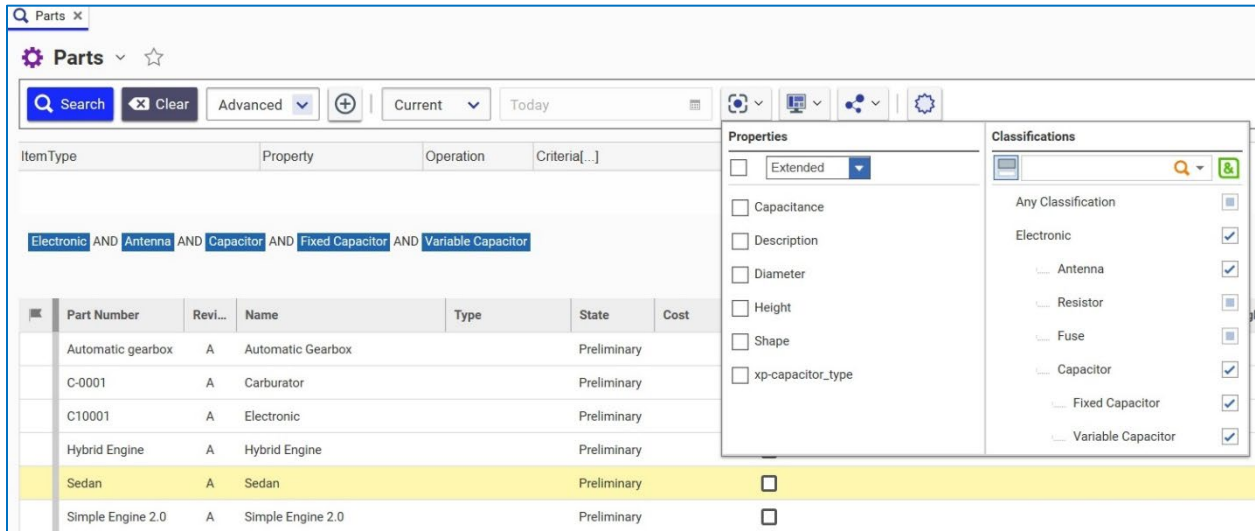 Parts
Parts
Search Clear Advanced Current Today
Properties Classifications
Extended
&
ItemType Property Operation Criteria[...]
Capacitance
Description
Diameter
Height
Shape
xp-capacitor_type
Any Classification
Electronic
Antenna
Resistor
Fuse
Capacitor
Fixed Capacitor
Variable Capacitor
Electronic AND Antenna AND Capacitor AND Fixed Capacitor AND Variable Capacitor
Part Number Revi... Name Type State Cost
Automatic gearbox A Automatic Gearbox Preliminary
C-0001 A Carburator Preliminary
C10001 A Electronic Preliminary
Hybrid Engine A Hybrid Engine Preliminary
Sedan A Sedan Preliminary
Simple Engine 2.0 A Simple Engine 2.0 Preliminary